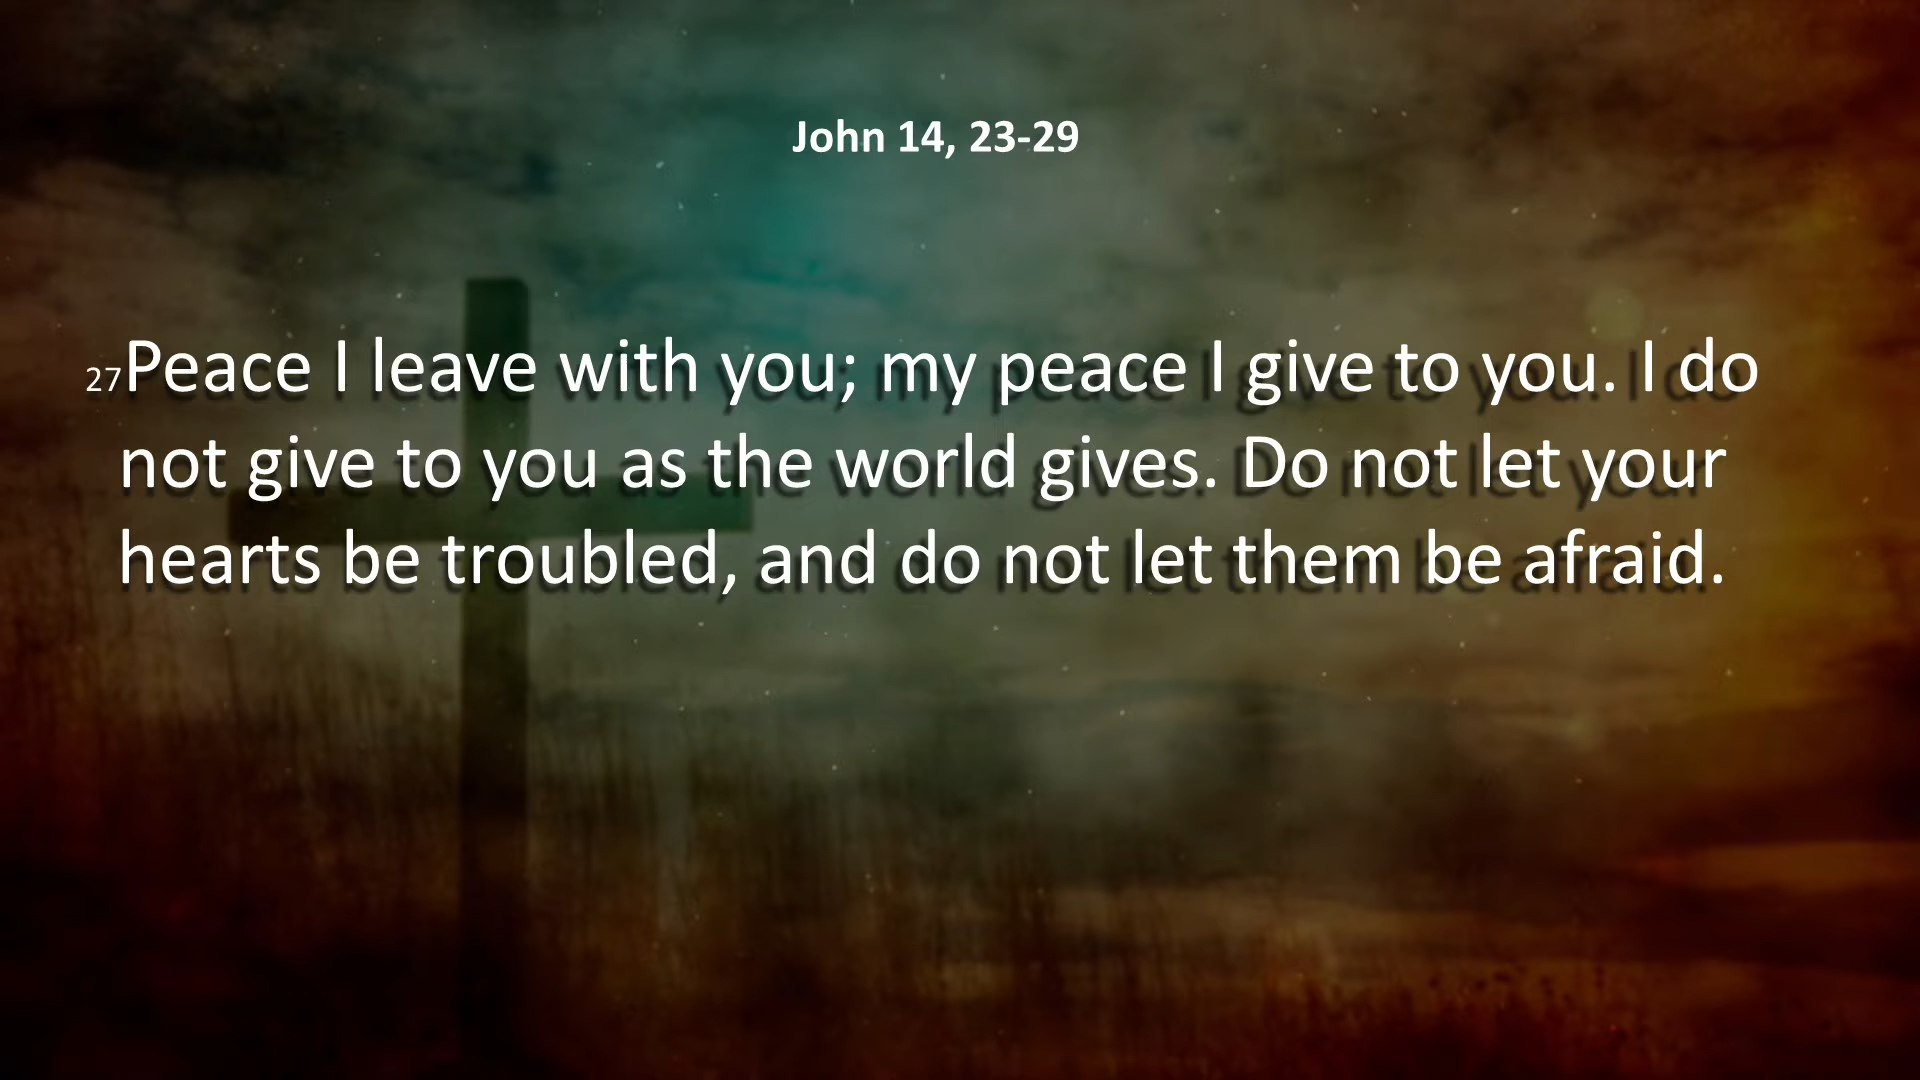 John 14, 23-29
27Peace I leave with you; my peace I give to you. I do
not give to you as the world gives. Do not let your
hearts be troubled, and do not let them be afraid.